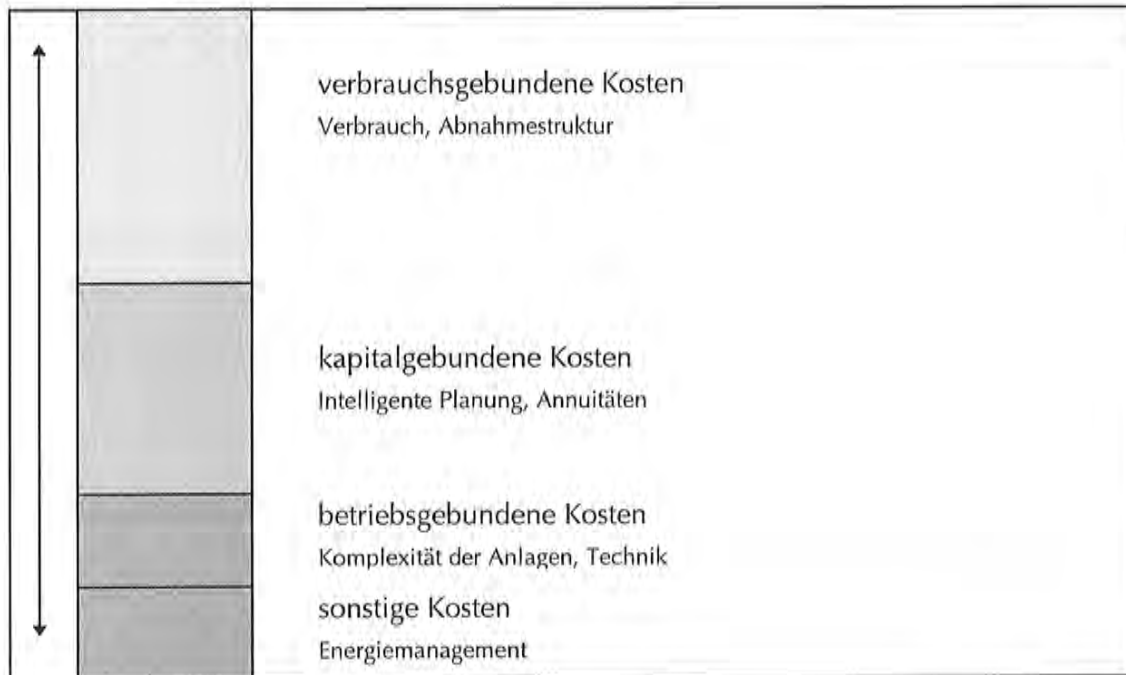 verbrauchsgebundene Kosten
Verbrauch, Abnahmestruktur
kapitalgebundene Kosten
Intelligente Planung, Annuitäten
betriebsgebundene Kosten
Komplexität der Anlagen, Technik
sonstige Kosten
Energiemanagement